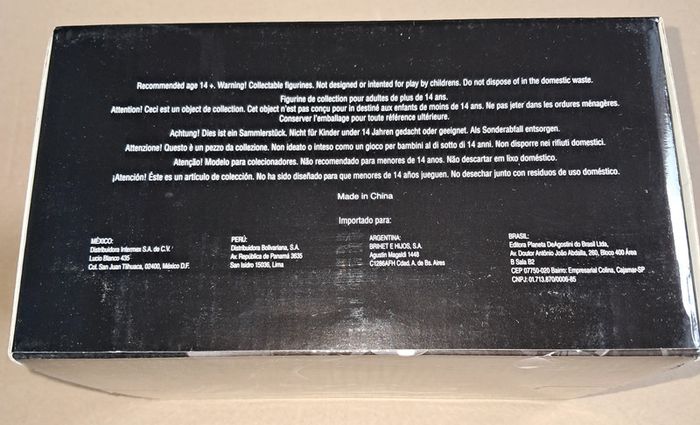 Recommended age 14 +. Warning! Collectable figurines. Not designed or intented for play by childrens. Do not dispose of in the domestic waste.
Figurine de collection pour adultes de plus de 14 ans.
Attention! Ceci est un object de collection. Cet object n'est pas conçu pour in destiné aux enfants de moins de 14 ans. Ne pas jeter dans les ordures ménagères.
Conserver l'emballage pour toute référence ultérieure.
Achtung! Dies ist ein Sammlerstück. Nicht für Kinder under 14 Jahren gedacht oder geeignet. Als Sonderabfall entsorgen.
Attenzione! Questo è un pezzo da collezione. Non ideato o inteso como un gioco per bambini al di sotto di 14 anni. Non disporre nei rifiuti domestici.
Atenção! Modelo para colecionadores. Não recomendado para menores de 14 anos. Não descartar em lixo doméstico.
¡Atención! Éste es un artículo de colección. No ha sido diseñado para que menores de 14 años jueguen. No desechar junto con residuos de uso doméstico.
Made in China
Importado para:
MÉXICO:
Distribuidora Intermex S.A. de C.V.
Lucio Blanco 435
Col. San Juan Tlihuaca, 02400, México D.F.
PERÚ:
Distribuidora Bolivariana, S.A.
Av. República de Panamá 3635
San Isidro 15036, Lima
ARGENTINA:
BRIHET E HIJOS, S.A.
Agustín Magaldi 1448
C1286AFH Cdad. A. de Bs. Aires
BRASIL:
Editora Planeta DeAgostini do Brasil Ltda,
Av. Doutor Antônio João Abdalla, 260, Bloco 400 Área
B Sala B2
CEP 07750-020 Bairro: Empresarial Colina, Cajamar-SP
CNPJ: 01.713.870/0006-85